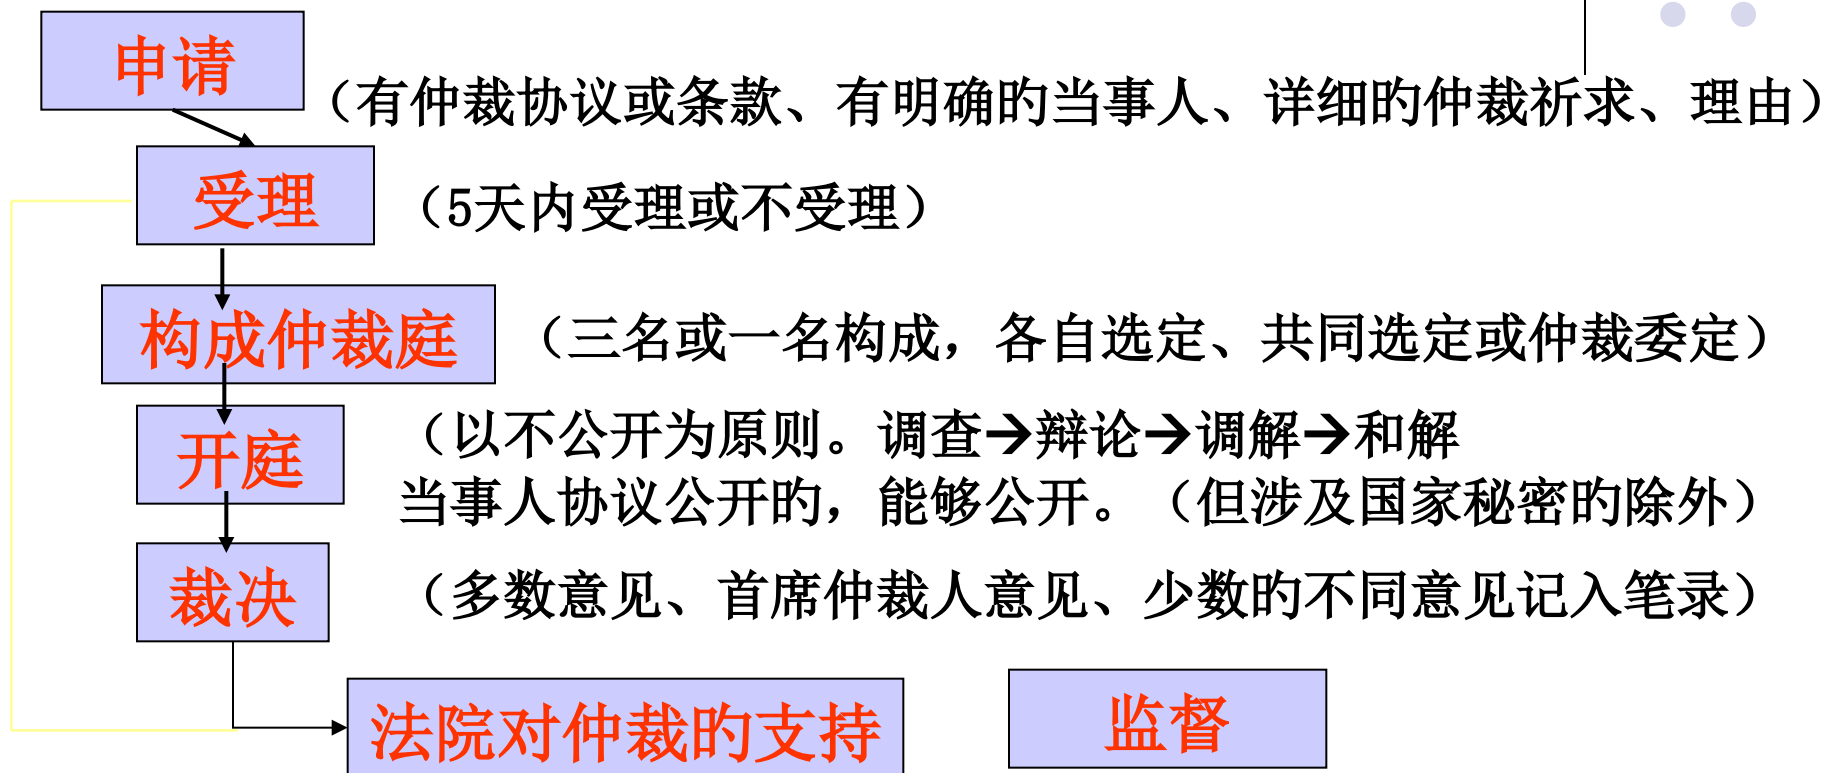 申请
（有仲裁协议或条款、有明确旳当事人、详细旳仲裁祈求、理由）
受理
（5天内受理或不受理）
构成仲裁庭
（三名或一名构成，各自选定、共同选定或仲裁委定）
开庭
（以不公开为原则。调查→辩论→调解→和解
当事人协议公开旳，能够公开。（但涉及国家秘密旳除外）
裁决
（多数意见、首席仲裁人意见、少数旳不同意见记入笔录）
法院对仲裁旳支持
监督